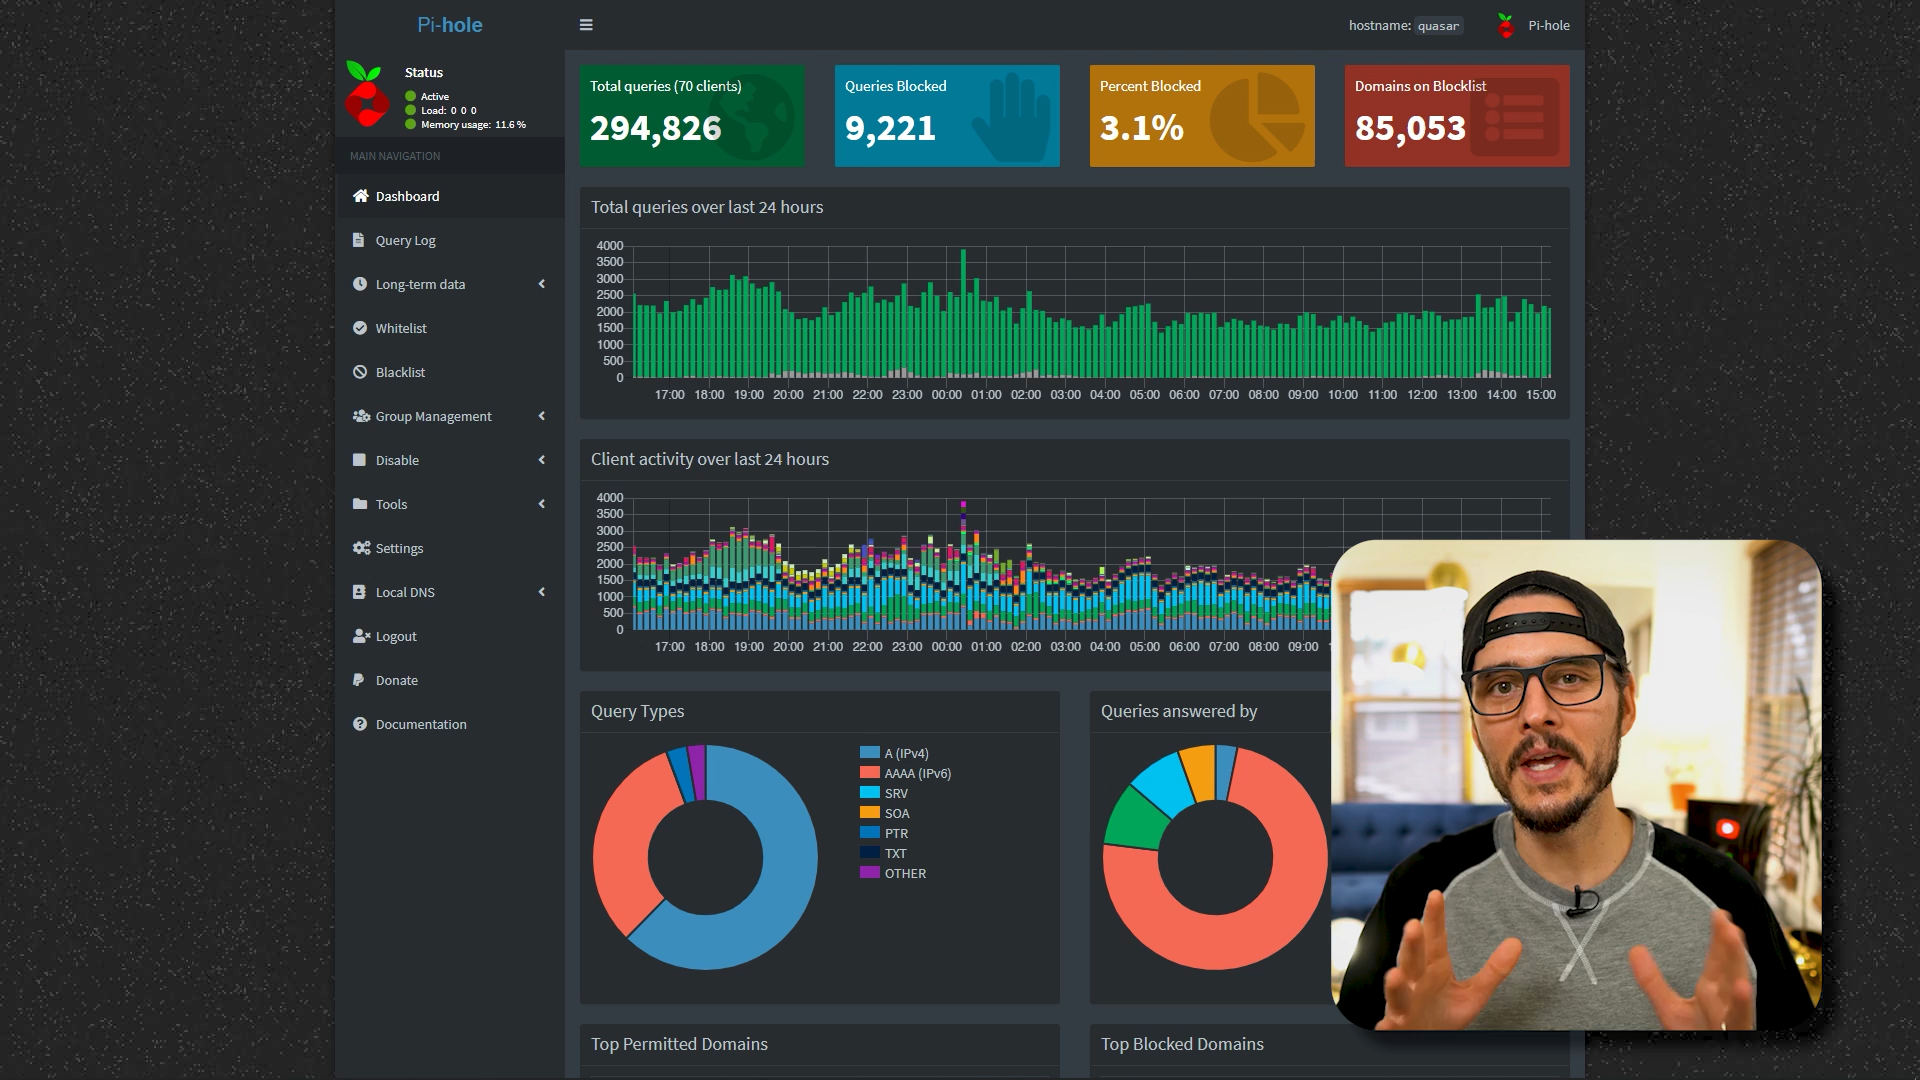 Pi-hole
hostname: quasar
Pi-hole
Status
Active
Load: 0 0 0
Memory usage: 11.6 %
MAIN NAVIGATION
Dashboard
Query Log
Long-term data
Whitelist
Blacklist
Group Management
Disable
Tools
Settings
Local DNS
Logout
Donate
Documentation
Total queries (70 clients)
294,826
Queries Blocked
9,221
Percent Blocked
3.1%
Domains on Blocklist
85,053
Total queries over last 24 hours
4000
3500
3000
2500
2000
1500
1000
500
0
17:00 18:00 19:00 20:00 21:00 22:00 23:00 00:00 01:00 02:00 03:00 04:00 05:00 06:00 07:00 08:00 09:00 10:00 11:00 12:00 13:00 14:00 15:00
Client activity over last 24 hours
4000
3500
3000
2500
2000
1500
1000
500
0
17:00 18:00 19:00 20:00 21:00 22:00 23:00 00:00 01:00 02:00 03:00 04:00 05:00 06:00 07:00 08:00 09:00
Query Types
A (IPv4)
AAAA (IPv6)
SRV
SOA
PTR
TXT
OTHER
Queries answered by
Top Permitted Domains
Top Blocked Domains